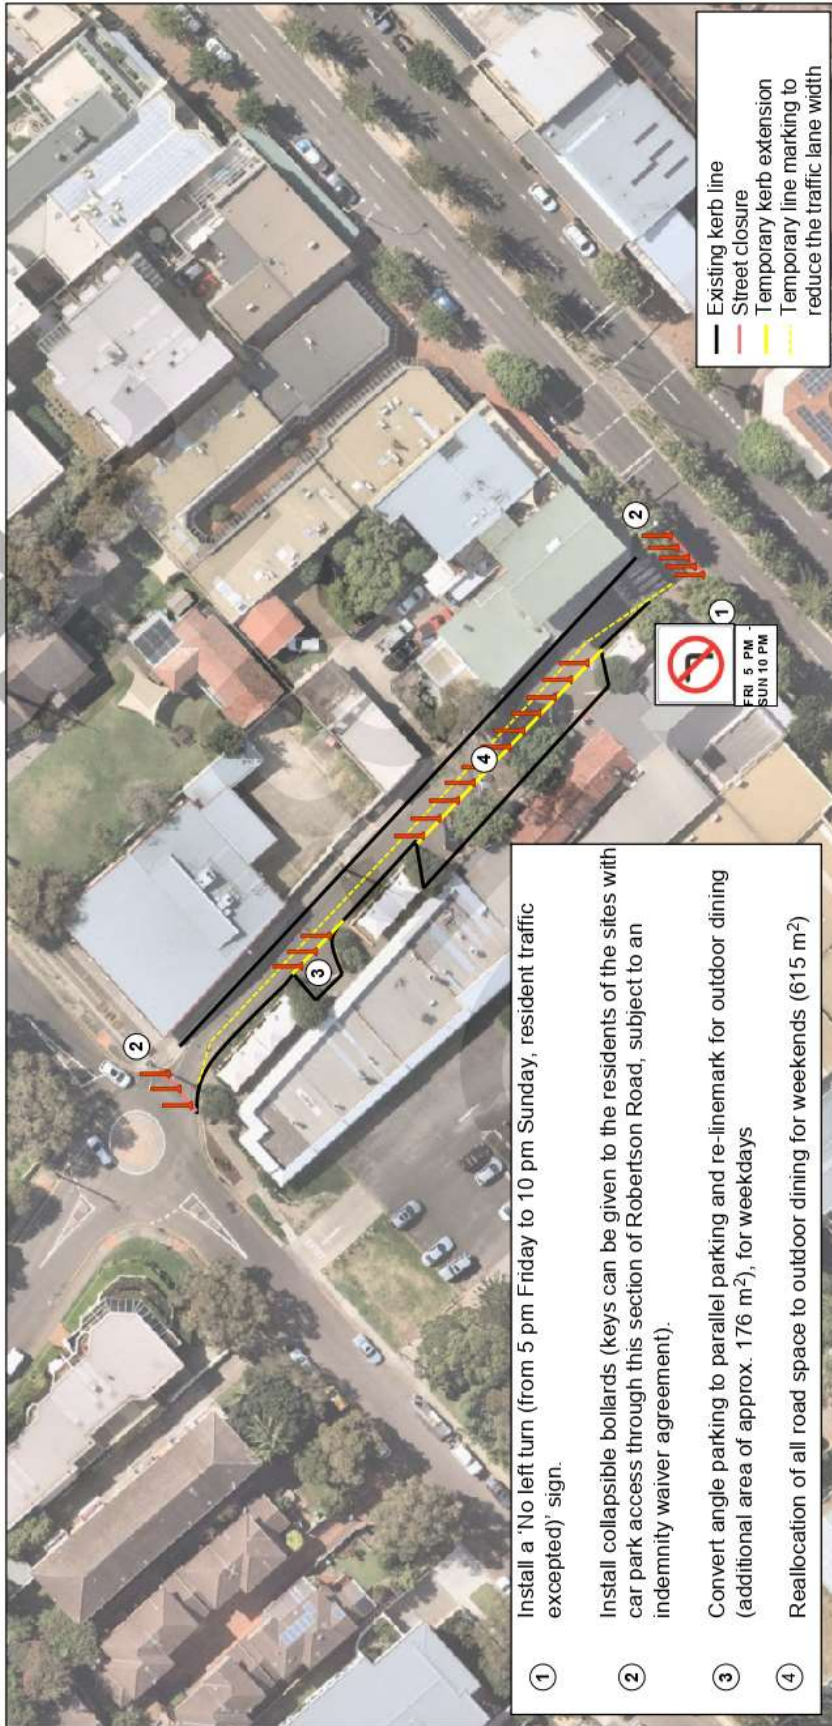 Existing kerb line
Street closure
Temporary kerb extension
Temporary line marking to
reduce the traffic lane width
2
1
FRI 5 PM -
SUN 10 PM
4
3
2
1 Install a 'No left turn (from 5 pm Friday to 10 pm Sunday, resident traffic
excepted)' sign.
2 Install collapsible bollards (keys can be given to the residents of the sites with
car park access through this section of Robertson Road, subject to an
indemnity waiver agreement).
3 Convert angle parking to parallel parking and re-linemark for outdoor dining
(additional area of approx. 176 m²), for weekdays
4 Reallocation of all road space to outdoor dining for weekends (615 m²)